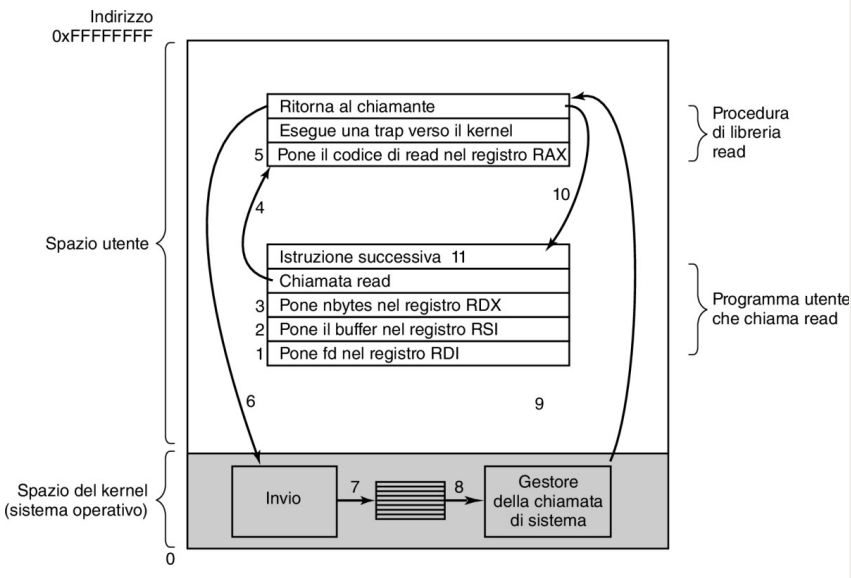 Indirizzo
0xFFFFFFFF
Ritorna al chiamante
Esegue una trap verso il kernel
5 Pone il codice di read nel registro RAX
Procedura
di libreria
read
4
10
Spazio utente
Istruzione successiva 11
Chiamata read
3 Pone nbytes nel registro RDX
2 Pone il buffer nel registro RSI
1 Pone fd nel registro RDI
Programma utente
che chiama read
6
9
Spazio del kernel
(sistema operativo)
Invio
7
8
Gestore
della chiamata
di sistema
0